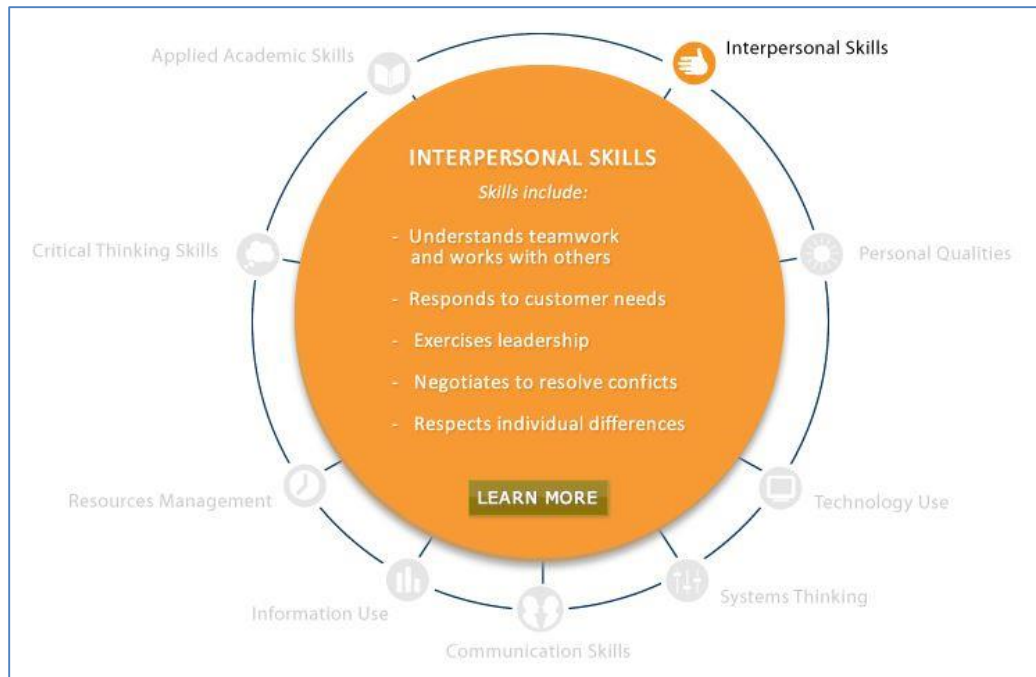 Applied Academic Skills
Interpersonal Skills
INTERPERSONAL SKILLS
Skills include:
- Understands teamwork
and works with others
- Responds to customer needs
- Exercises leadership
- Negotiates to resolve conficts
- Respects individual differences
LEARN MORE
Critical Thinking Skills
Personal Qualities
Resources Management
Technology Use
Information Use
Systems Thinking
Communication Skills